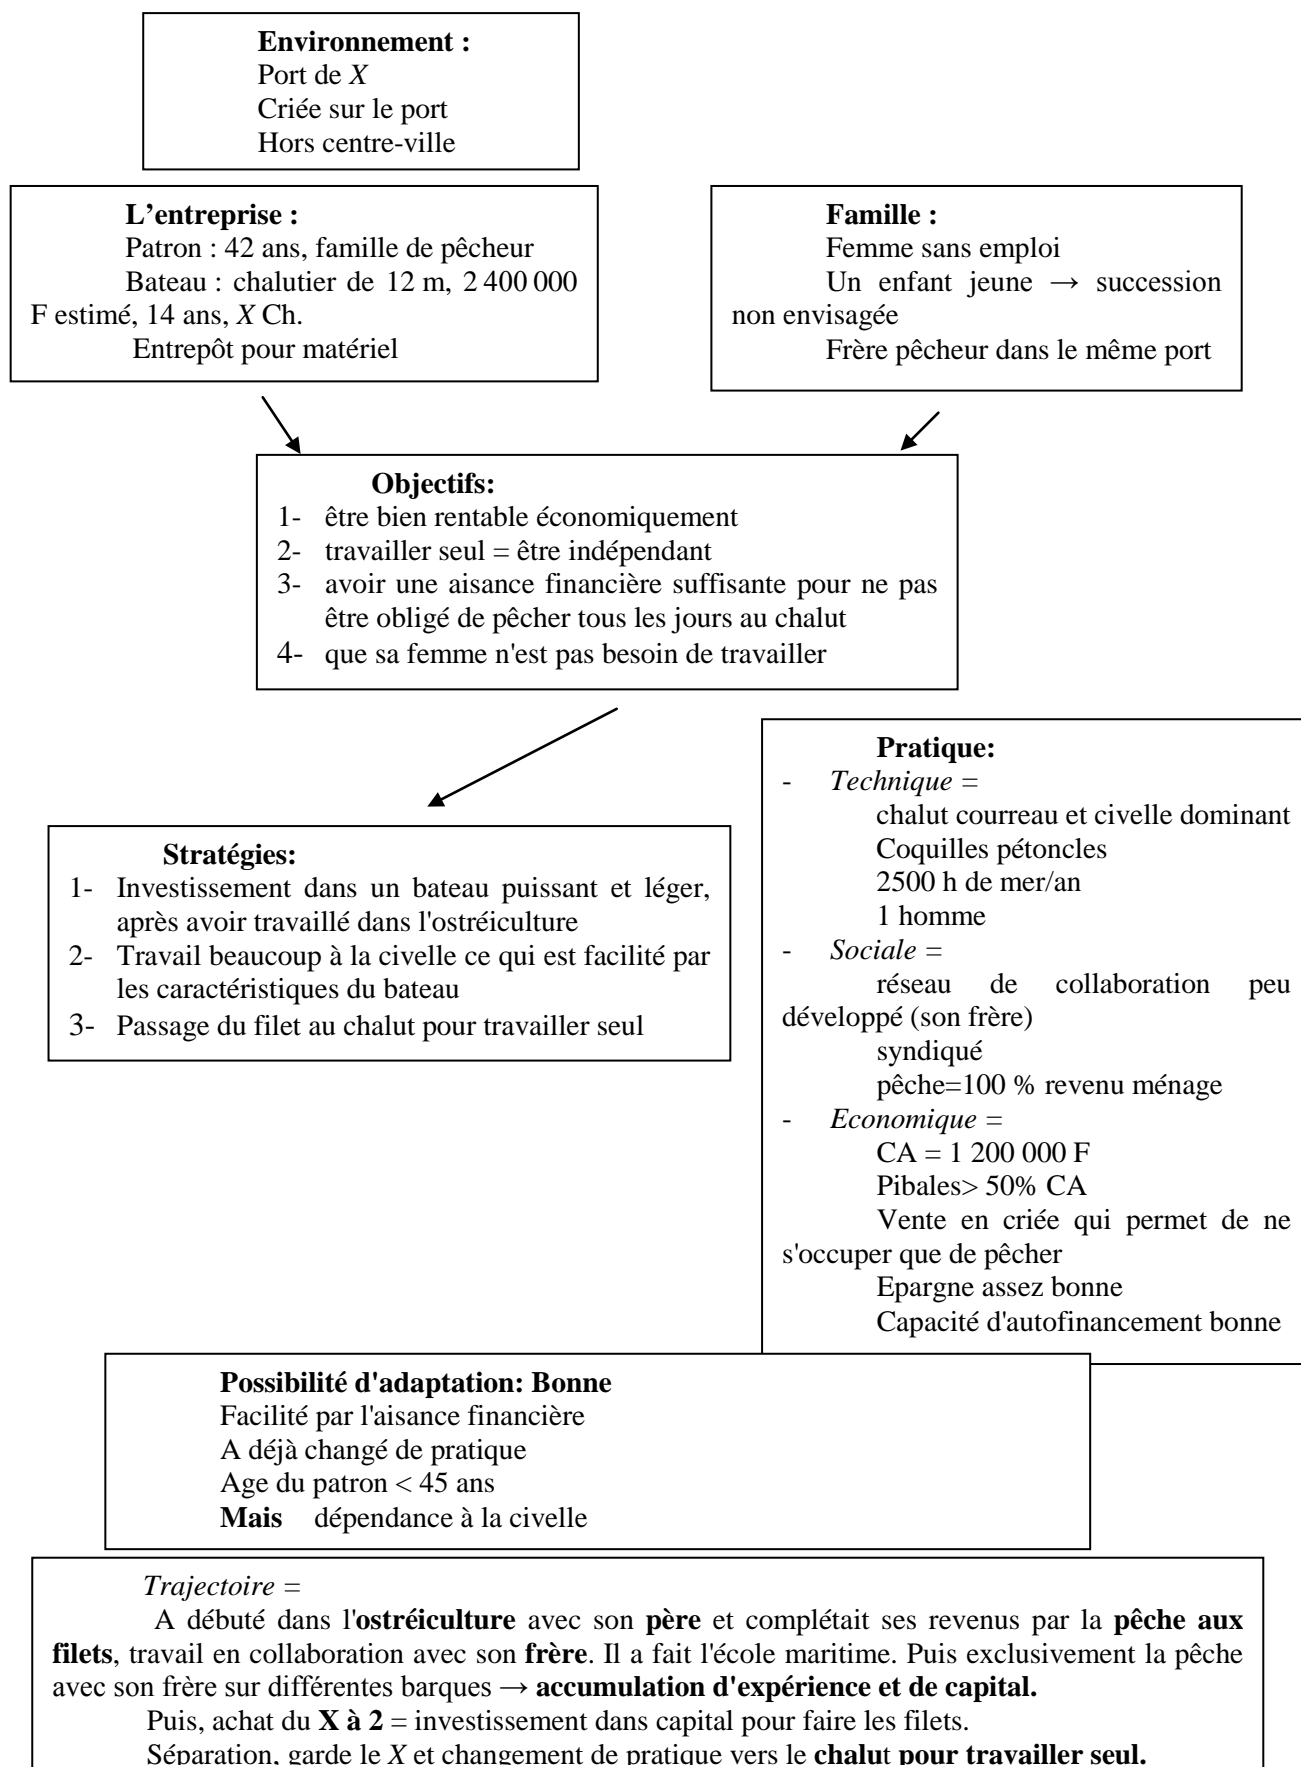 Environnement :
Port de X
Criée sur le port
Hors centre-ville
L’entreprise :
Patron : 42 ans, famille de pêcheur
Bateau : chalutier de 12 m, 2 400 000
F estimé, 14 ans, X Ch.
Entrepôt pour matériel
Famille :
Femme sans emploi
Un enfant jeune → succession
non envisagée
Frère pêcheur dans le même port
Objectifs:
1- être bien rentable économiquement
2- travailler seul = être indépendant
3- avoir une aisance financière suffisante pour ne pas
être obligé de pêcher tous les jours au chalut
4- que sa femme n'est pas besoin de travailler
Stratégies:
1- Investissement dans un bateau puissant et léger,
après avoir travaillé dans l'ostréiculture
2- Travail beaucoup à la civelle ce qui est facilité par
les caractéristiques du bateau
3- Passage du filet au chalut pour travailler seul
Pratique:
- Technique =
chalut courreau et civelle dominant
Coquilles pétoncles
2500 h de mer/an
1 homme
- Sociale =
réseau de collaboration peu
développé (son frère)
syndiqué
pêche=100 % revenu ménage
- Economique =
CA = 1 200 000 F
Pibales> 50% CA
Vente en criée qui permet de ne
s'occuper que de pêcher
Epargne assez bonne
Capacité d'autofinancement bonne
Possibilité d'adaptation: Bonne
Facilité par l'aisance financière
A déjà changé de pratique
Age du patron < 45 ans
Mais dépendance à la civelle
Trajectoire =
A débuté dans l'ostréiculture avec son père et complétait ses revenus par la pêche aux
filets, travail en collaboration avec son frère. Il a fait l'école maritime. Puis exclusivement la pêche
avec son frère sur différentes barques → accumulation d'expérience et de capital.
Puis, achat du X à 2 = investissement dans capital pour faire les filets.
Séparation, garde le X et changement de pratique vers le chalut pour travailler seul.